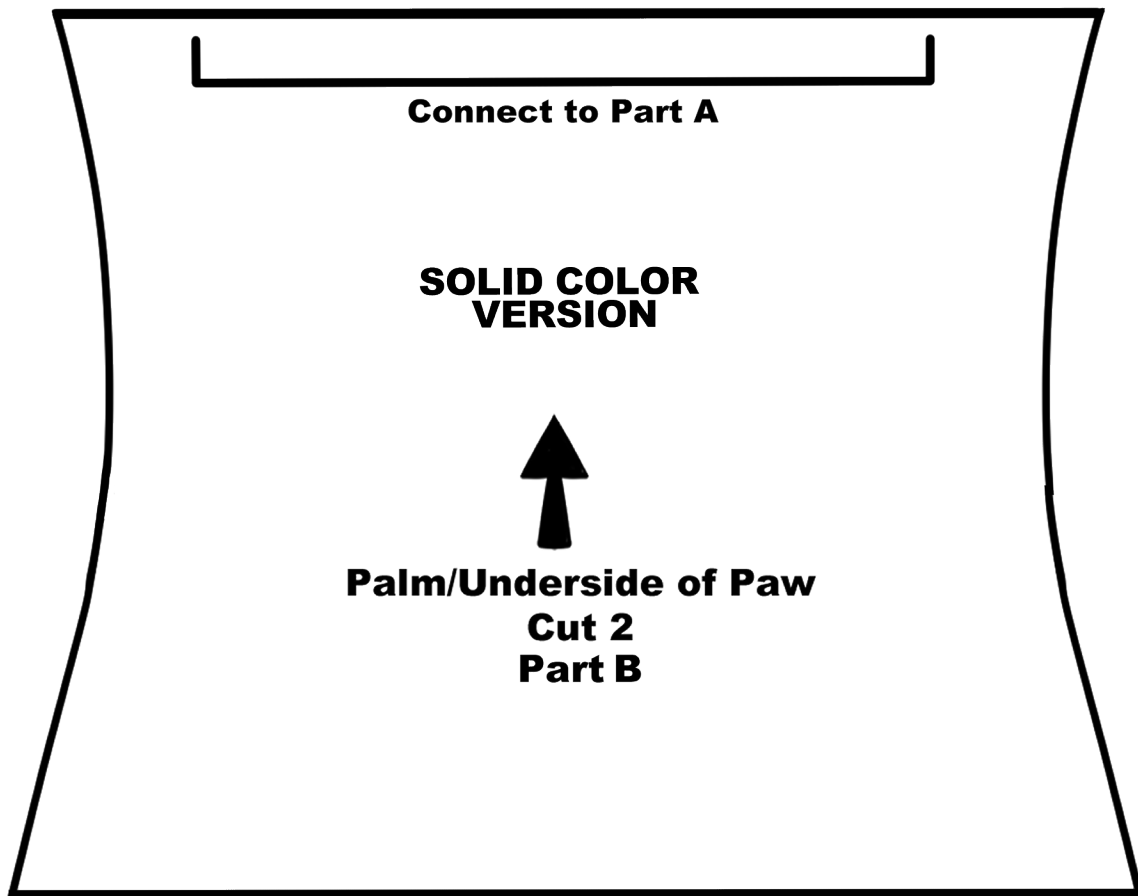 Connect to Part A
SOLID COLOR
VERSION
Palm/Underside of Paw
Cut 2
Part B